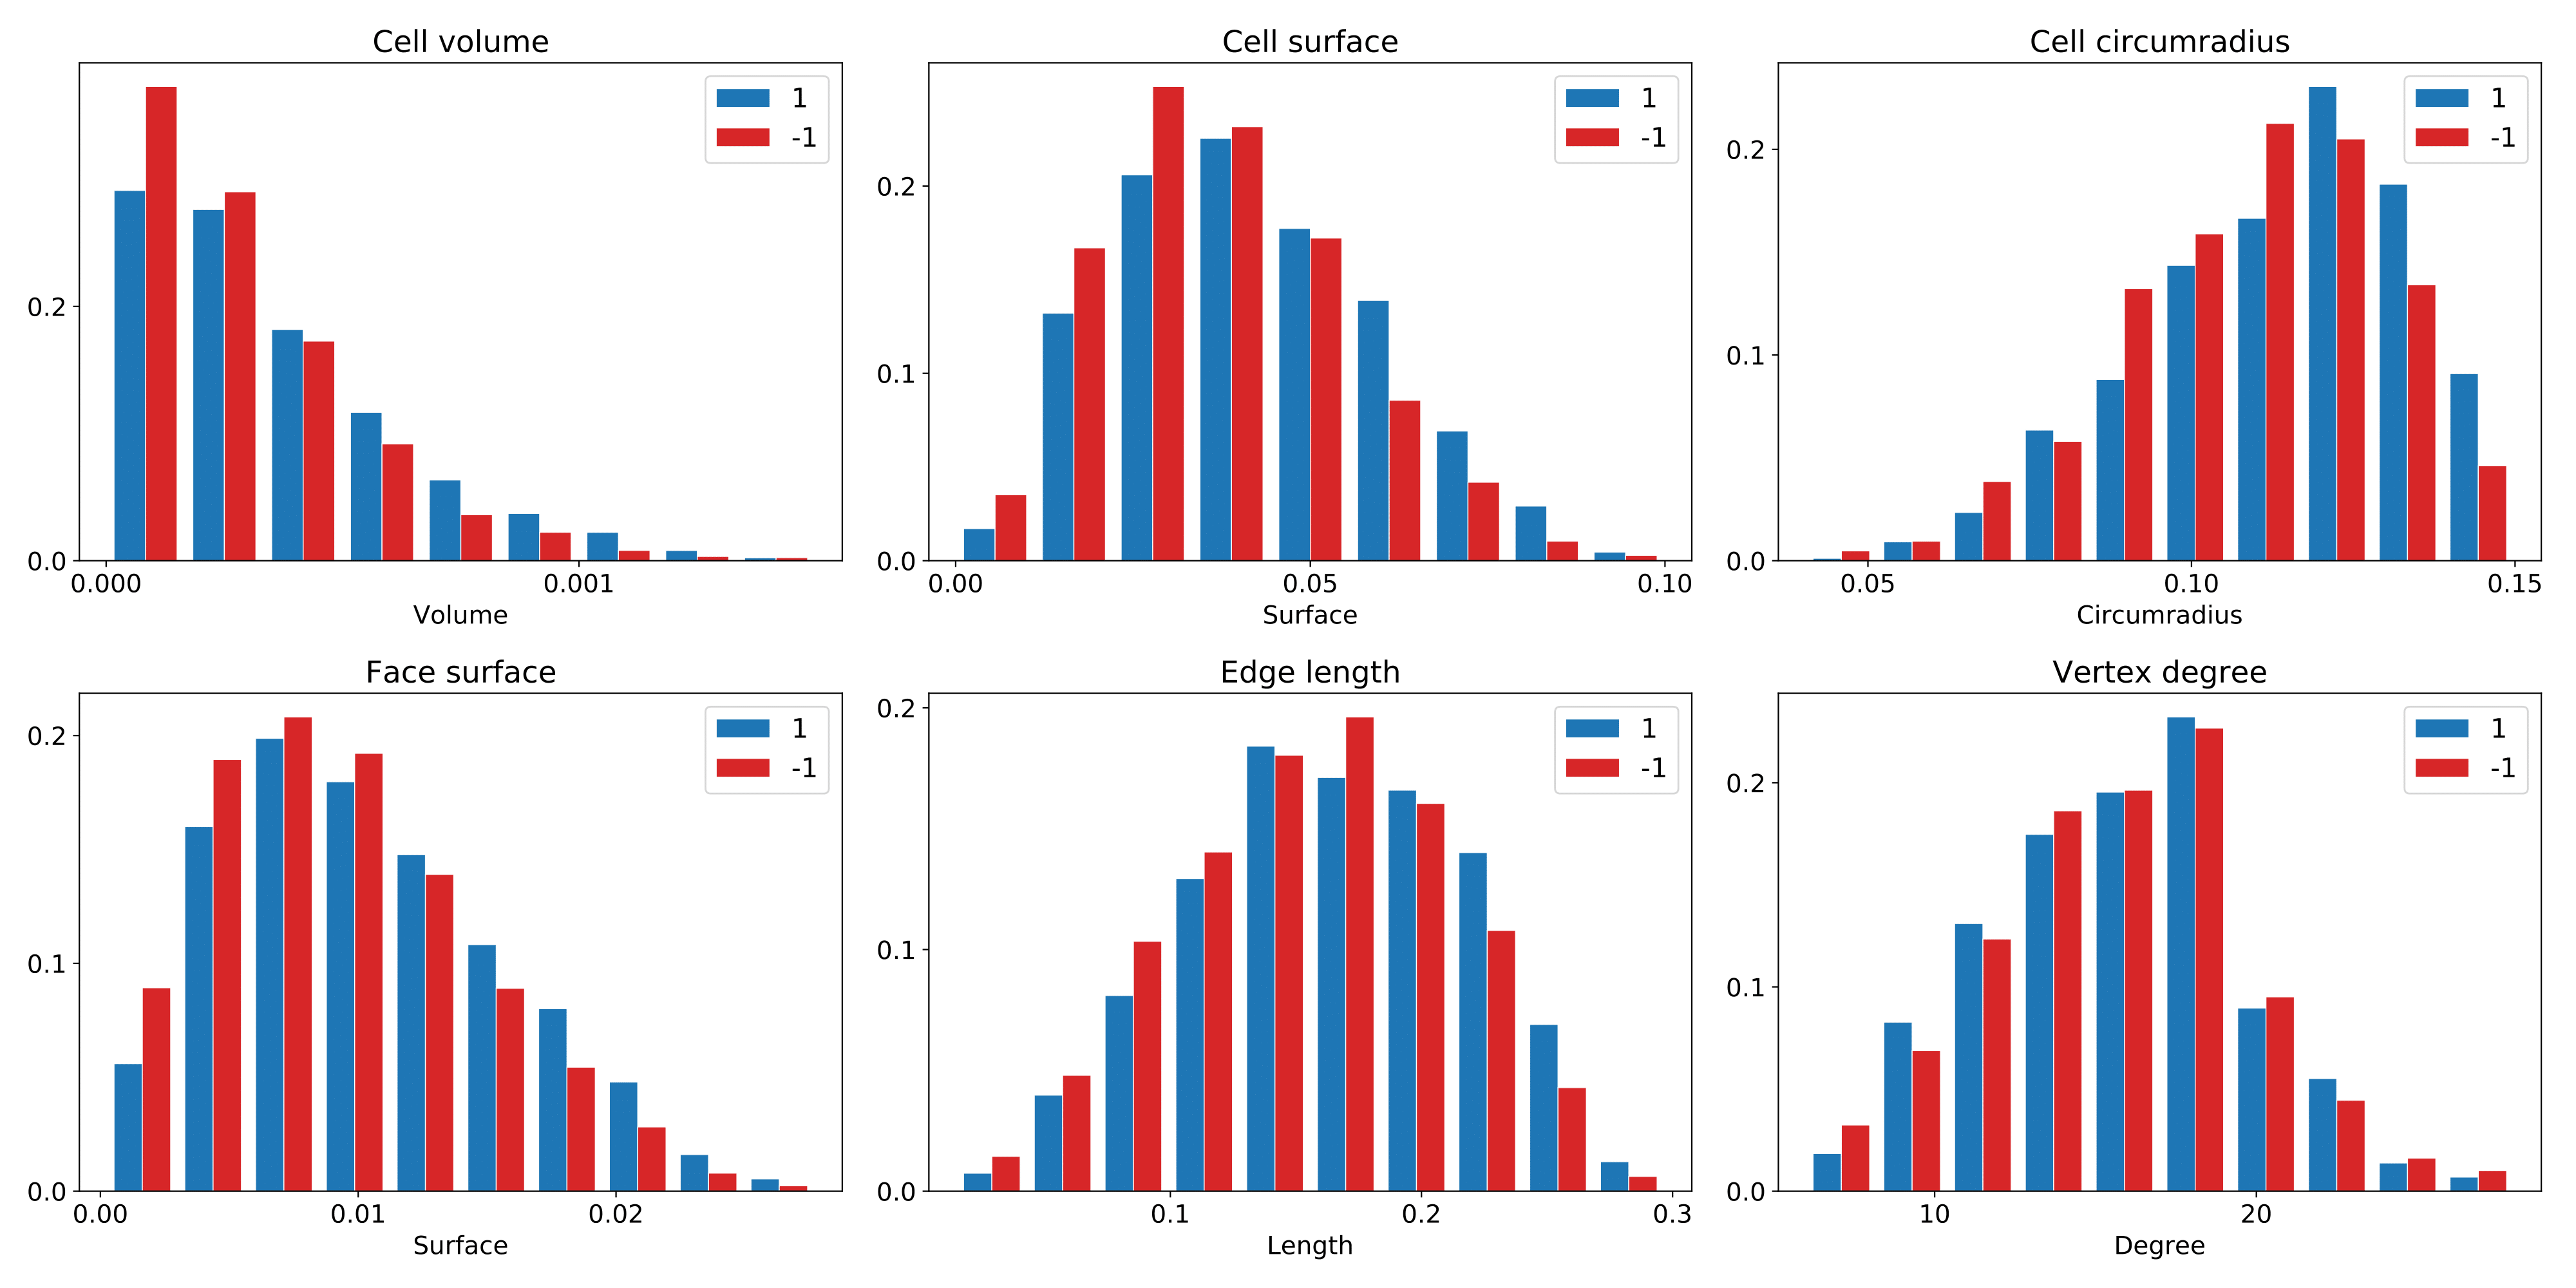 Cell volume
1
-1
0.2
0.0
0.000 0.001
Volume
Cell surface
1
-1
0.2
0.1
0.0
0.00 0.05 0.10
Surface
Cell circumradius
1
-1
0.2
0.1
0.0
0.05 0.10 0.15
Circumradius
Face surface
1
-1
0.2
0.1
0.0
0.00 0.01 0.02
Surface
Edge length
1
-1
0.2
0.1
0.0
0.1 0.2 0.3
Length
Vertex degree
1
-1
0.2
0.1
0.0
10 20
Degree